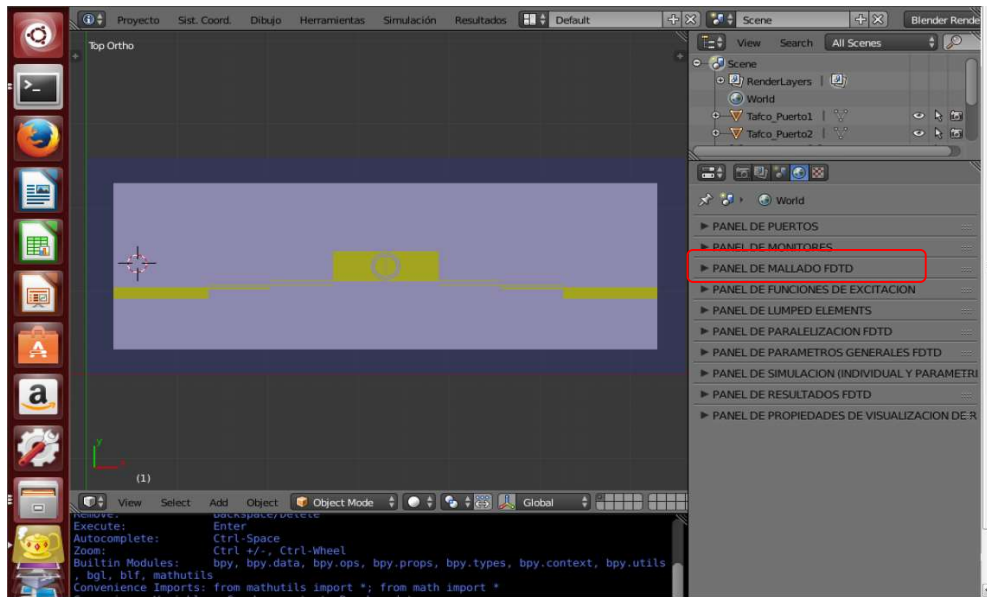 Proyecto Sist. Coord. Dibujo Herramientas Simulación Resultados Default Scene Blender Rende
Top Ortho
View Search All Scenes
Scene
RenderLayers
World
Tafco_Puerto1
Tafco_Puerto2
World
PANEL DE PUERTOS
PANEL DE MONITORES
PANEL DE MALLADO FDTD
PANEL DE FUNCIONES DE EXCITACION
PANEL DE LUMPED ELEMENTS
PANEL DE PARALELIZACION FDTD
PANEL DE PARAMETROS GENERALES FDTD
PANEL DE SIMULACION (INDIVIDUAL Y PARAMETRI
PANEL DE RESULTADOS FDTD
PANEL DE PROPIEDADES DE VISUALIZACION DE R
y
(1)
View Select Add Object Object Mode Global
Remove: Backspace/Delete
Execute: Enter
Autocomplete: Ctrl-Space
Zoom: Ctrl +/-, Ctrl-Wheel
Builtin Modules: bpy, bpy.data, bpy.ops, bpy.props, bpy.types, bpy.context, bpy.utils
, bgl, blf, mathutils
Convenience Imports: from mathutils import *; from math import *